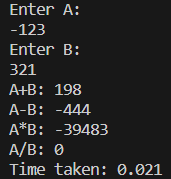 Enter A:
-123
Enter B:
321
A+B: 198
A-B: -444
A*B: -39483
A/B: 0
Time taken: 0.021